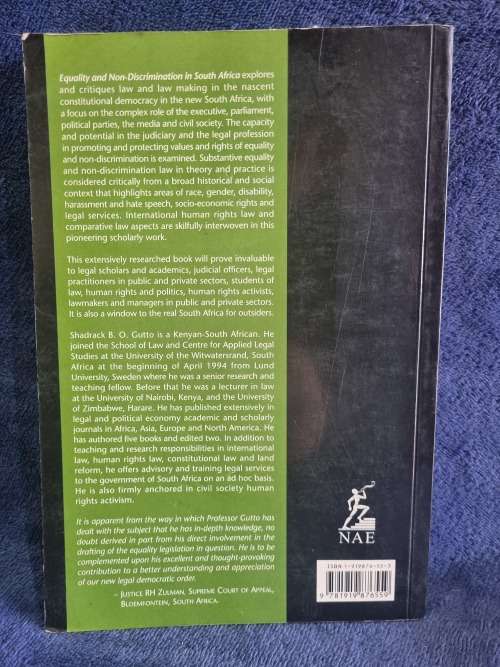 Equality and Non-Discrimination in South Africa explores
and critiques law and law making in the nascent
constitutional democracy in the new South Africa, with
a focus on the complex role of the executive, parliament,
political parties, the media and civil society. The capacity
and potential in the judiciary and the legal profession
in promoting and protecting values and rights of equality
and non-discrimination is examined. Substantive equality
and non-discrimination law in theory and practice is
considered critically from a broad historical and social
context that highlights areas of race, gender, disability,
harassment and hate speech, socio-economic rights and
legal services. International human rights law and
comparative law aspects are skilfully interwoven in this
pioneering scholarly work.
This extensively researched book will prove invaluable
to legal scholars and academics, judicial officers, legal
practitioners in public and private sectors, students of
law, human rights and politics, human rights activists,
lawmakers and managers in public and private sectors.
It is also a window to the real South Africa for outsiders.
Shadrack B. O. Gutto is a Kenyan-South African. He
joined the School of Law and Centre for Applied Legal
Studies at the University of the Witwatersrand, South
Africa at the beginning of April 1994 from Lund
University, Sweden where he was a senior research and
teaching fellow. Before that he was a lecturer in law
at the University of Nairobi, Kenya, and the University
of Zimbabwe, Harare. He has published extensively in
legal and political economy academic and scholarly
journals in Africa, Asia, Europe and North America. He
has authored five books and edited two. In addition to
teaching and research responsibilities in international
law, human rights law, constitutional law and land
reform, he offers advisory and training legal services
to the government of South Africa on an ad hoc basis.
He is also firmly anchored in civil society human
rights activism.
It is apparent from the way in which Professor Gutto has
dealt with the subject that he has in-depth knowledge, no
doubt derived in part from his direct involvement in the
drafting of the equality legislation in question. He is to be
complemented upon his excellent and thought-provoking
contribution to a better understanding and appreciation
of our new legal democratic order.
– Justice RH Zulman, Supreme Court of Appeal,
Bloemfontein, South Africa.
NAE
ISBN 1-919876-55-3
9 781919 876559